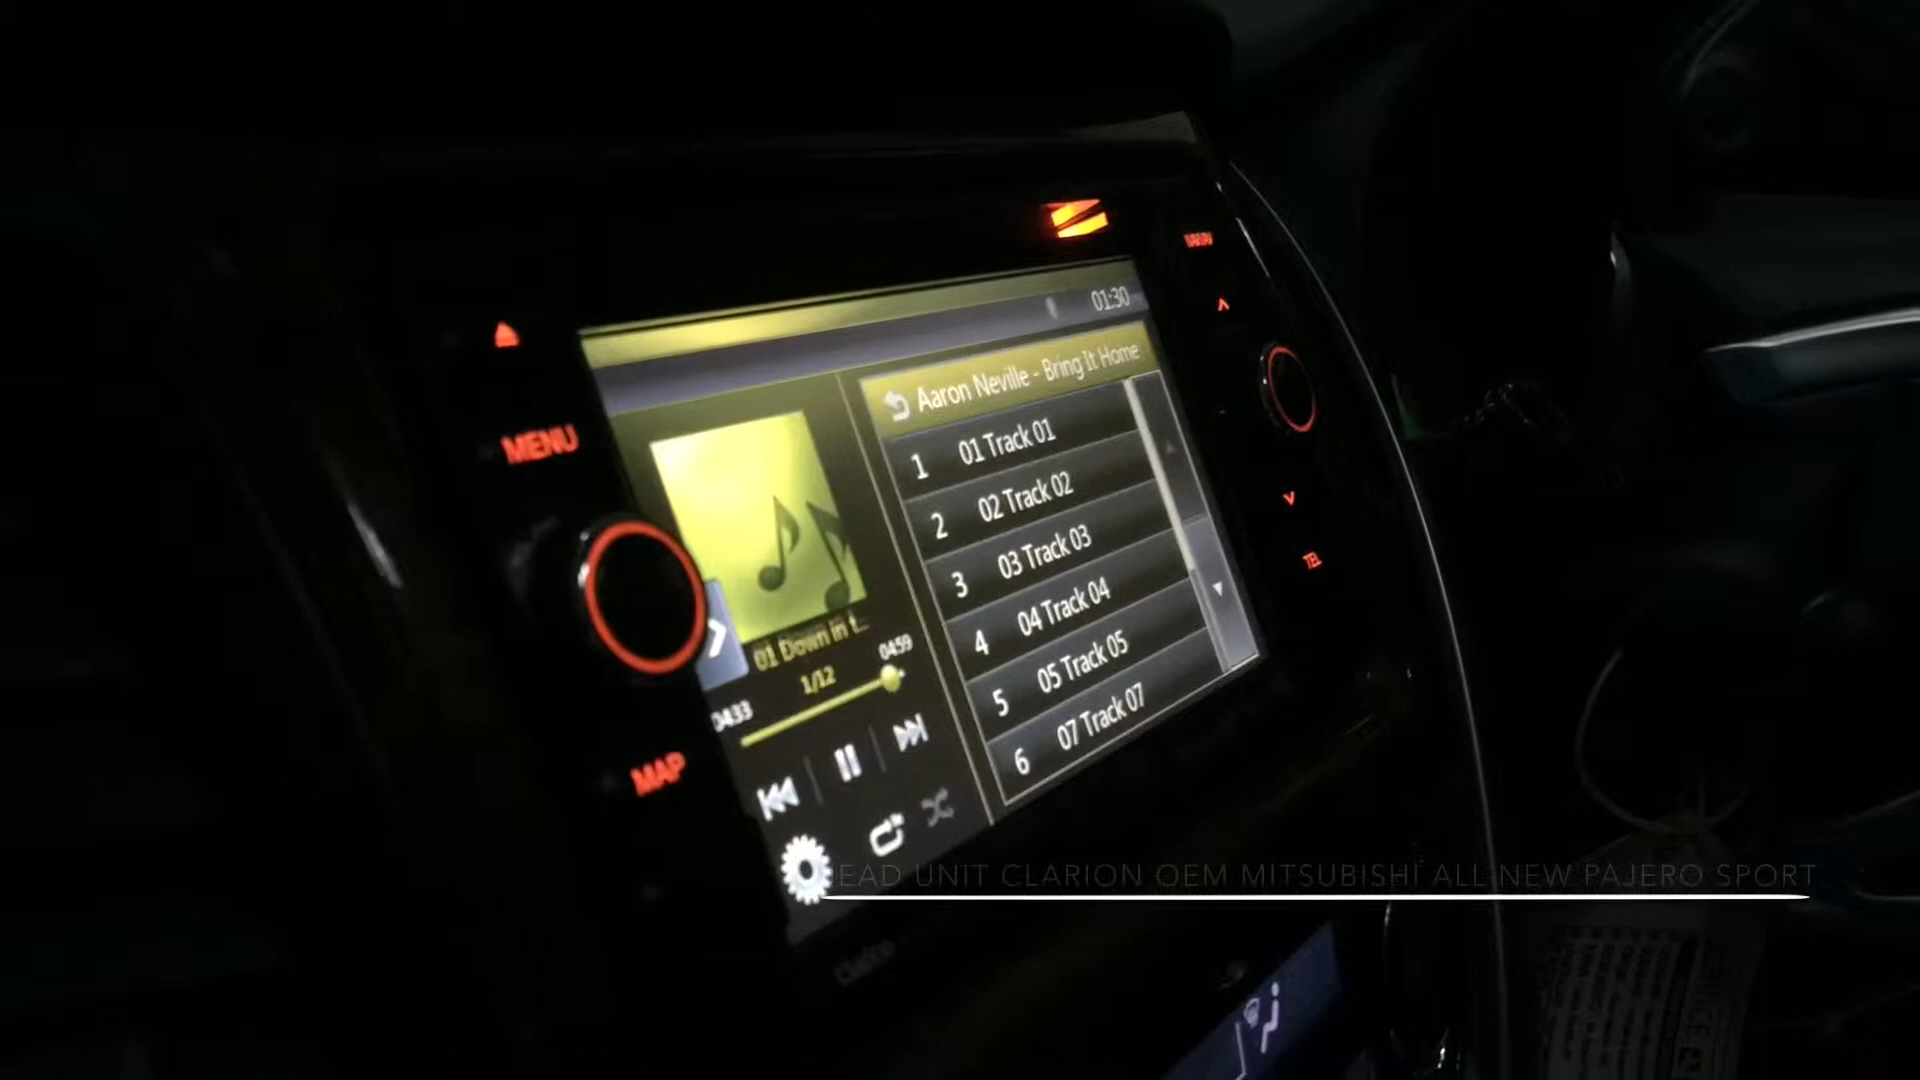 01:30
MENU
MAP
TEL
Aaron Neville - Bring It Home
1 01 Track 01
2 02 Track 02
3 03 Track 03
4 04 Track 04
5 05 Track 05
6 07 Track 07
01 Down in t...
1/12
04:59
04:33
EAD UNIT CLARION OEM MITSUBISHI ALL NEW PAJERO SPORT
Clarion